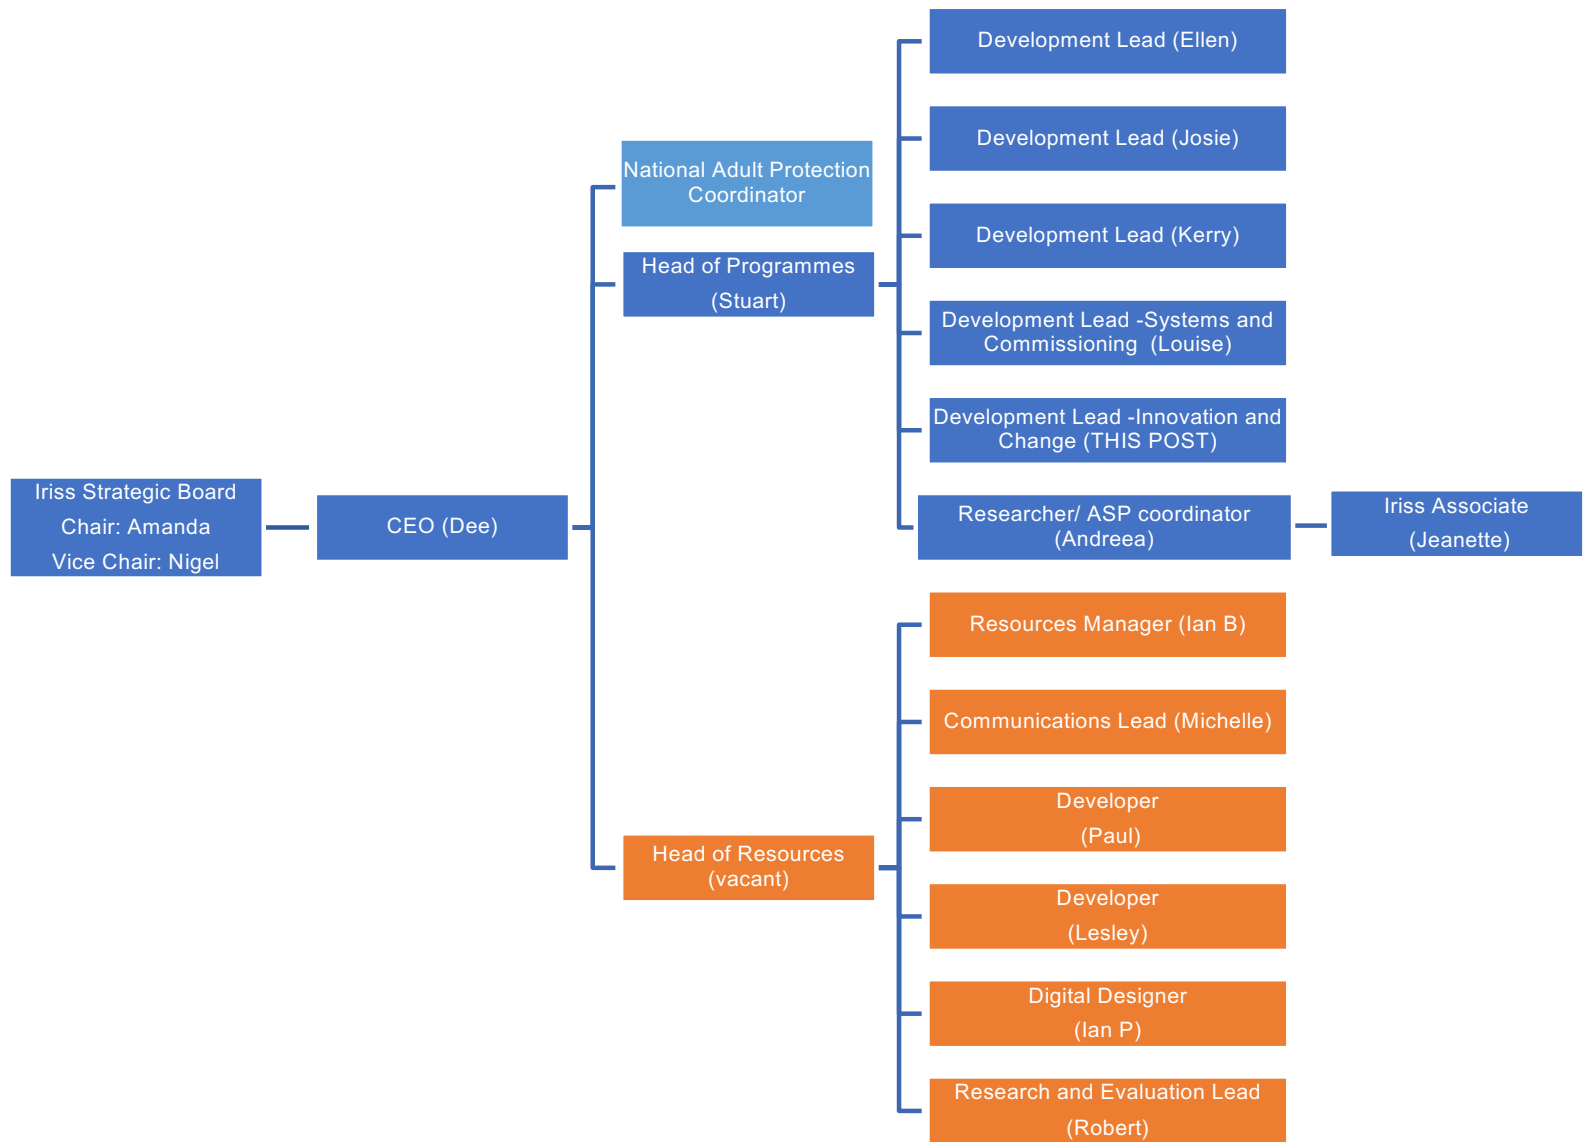 Iriss Strategic Board
Chair: Amanda
Vice Chair: Nigel
CEO (Dee)
National Adult Protection
Coordinator
Head of Programmes
(Stuart)
Development Lead (Ellen)
Development Lead (Josie)
Development Lead (Kerry)
Development Lead -Systems and
Commissioning  (Louise)
Development Lead -Innovation and
Change (THIS POST)
Researcher/ ASP coordinator
(Andreea)
Iriss Associate
(Jeanette)
Head of Resources
(vacant)
Resources Manager (Ian B)
Communications Lead (Michelle)
Developer
(Paul)
Developer
(Lesley)
Digital Designer
(Ian P)
Research and Evaluation Lead
(Robert)